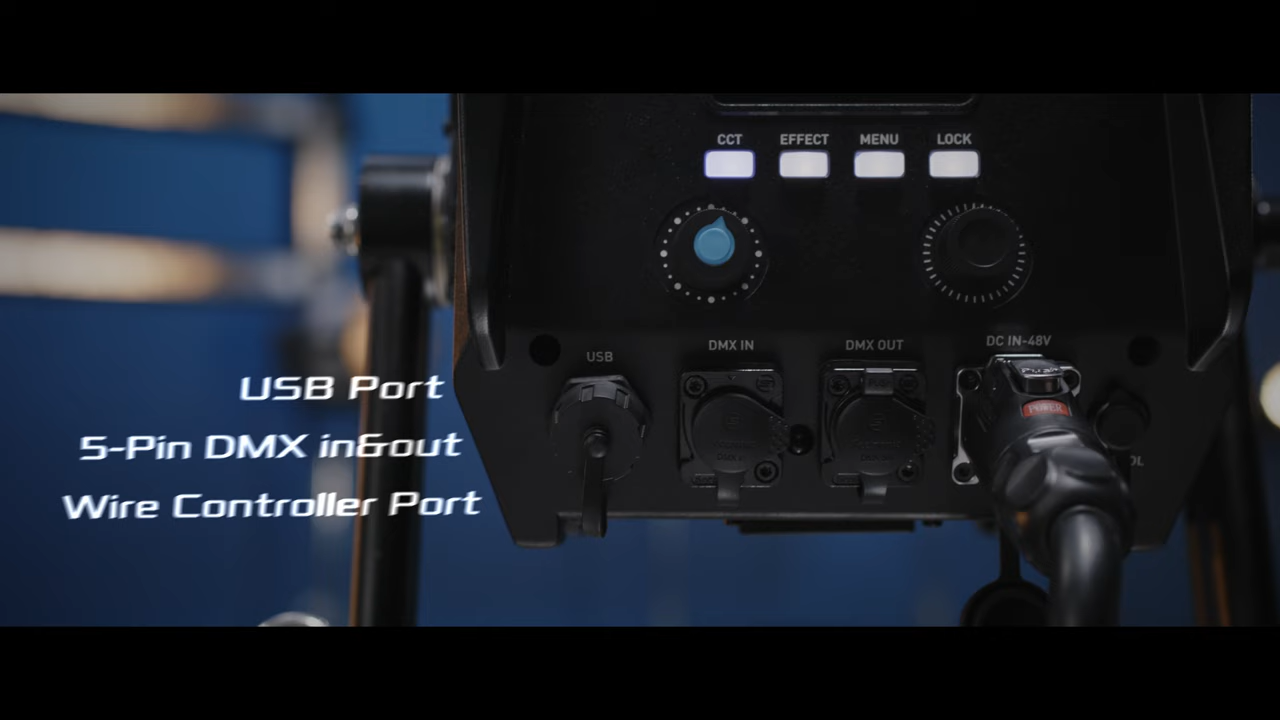 CCT EFFECT MENU LOCK
USB DMX IN DMX OUT DC IN-48V
POWER
USB Port
5-Pin DMX in&out
Wire Controller Port